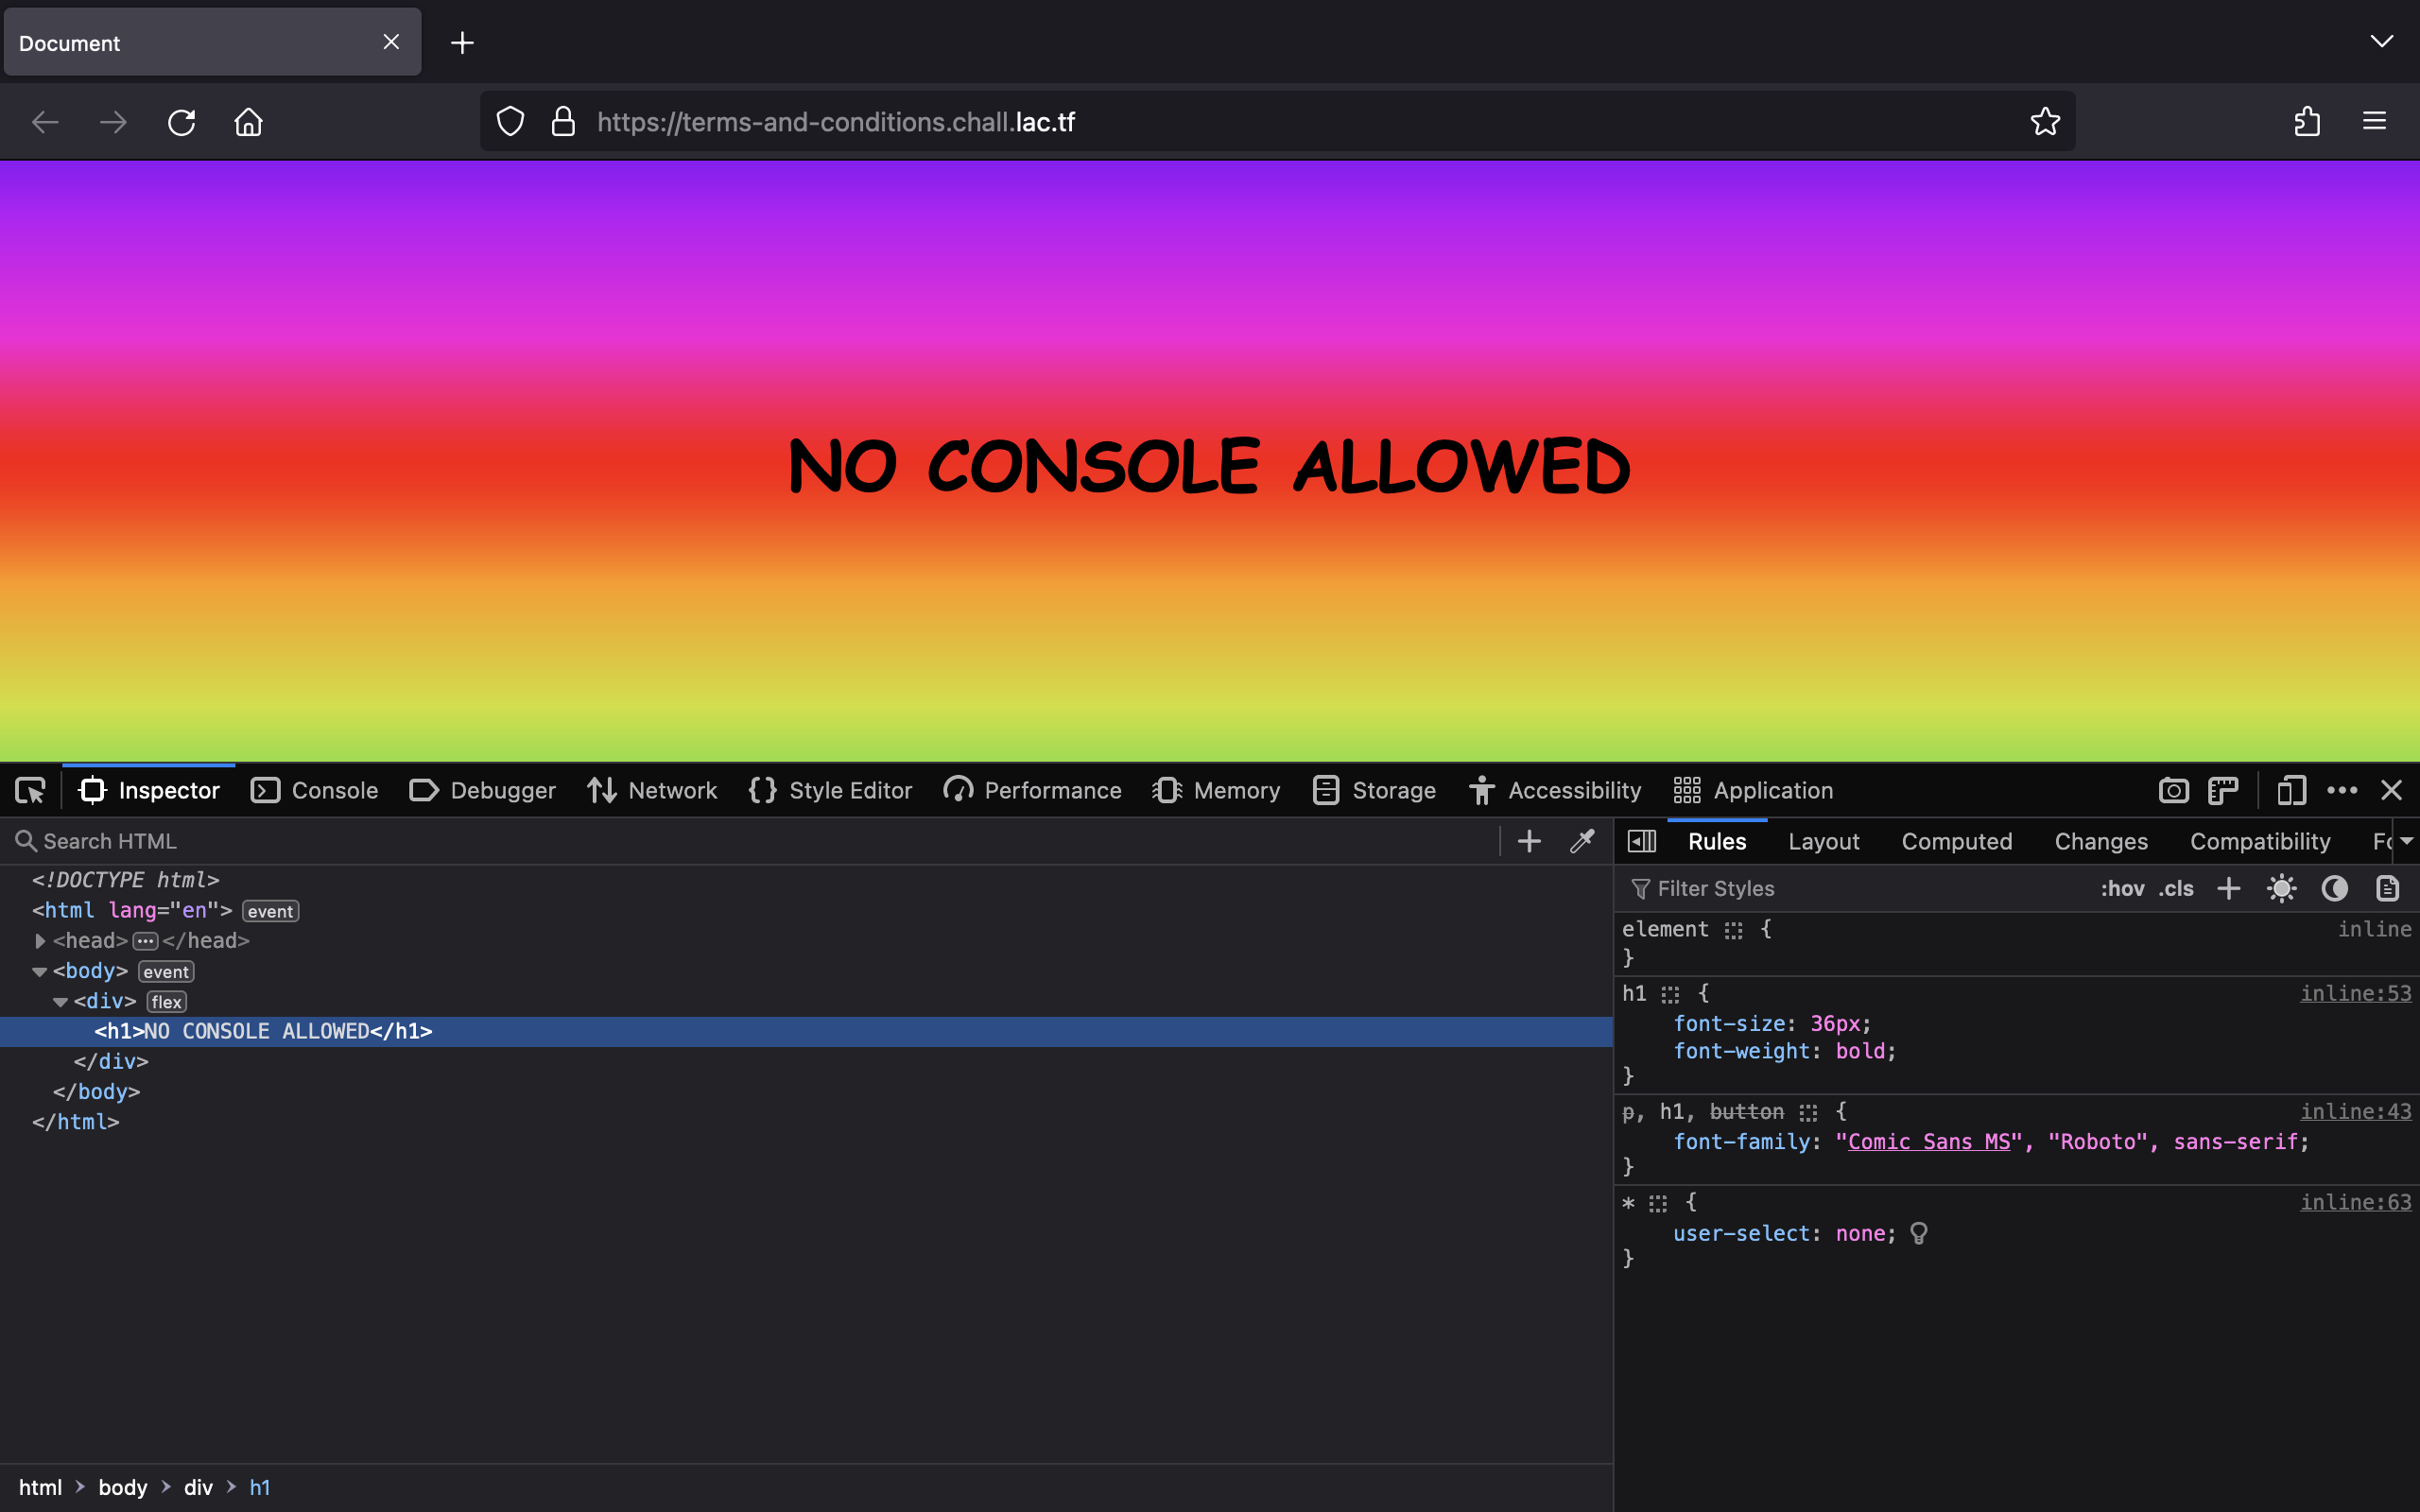 Document
https://terms-and-conditions.chall.lac.tf
NO CONSOLE ALLOWED
Inspector Console Debugger Network Style Editor Performance Memory Storage Accessibility Application
Search HTML
<!DOCTYPE html>
<html lang="en"> event
<head> ••• </head>
<body> event
<div> flex
<h1>NO CONSOLE ALLOWED</h1>
</div>
</body>
</html>
html > body > div > h1
Rules Layout Computed Changes Compatibility
Filter Styles :hov .cls
element { inline
}
h1 { inline:53
font-size: 36px;
font-weight: bold;
}
p, h1, button { inline:43
font-family: "Comic Sans MS", "Roboto", sans-serif;
}
* { inline:63
user-select: none;
}